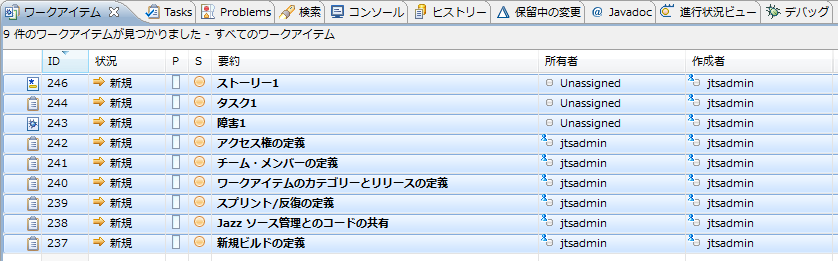 ワークアイテム Tasks Problems 検索 コンソール ヒストリー 保留中の変更 @ Javadoc 進行状況ビュー デバッグ
9 件のワークアイテムが見つかりました - すべてのワークアイテム
ID 状況 P S 要約 所有者 作成者
246 新規 ストーリー1 Unassigned jtsadmin
244 新規 タスク1 Unassigned jtsadmin
243 新規 障害1 Unassigned jtsadmin
242 新規 アクセス権の定義 jtsadmin jtsadmin
241 新規 チーム・メンバーの定義 jtsadmin jtsadmin
240 新規 ワークアイテムのカテゴリーとリリースの定義 jtsadmin jtsadmin
239 新規 スプリント/反復の定義 jtsadmin jtsadmin
238 新規 Jazz ソース管理とのコードの共有 jtsadmin jtsadmin
237 新規 新規ビルドの定義 jtsadmin jtsadmin